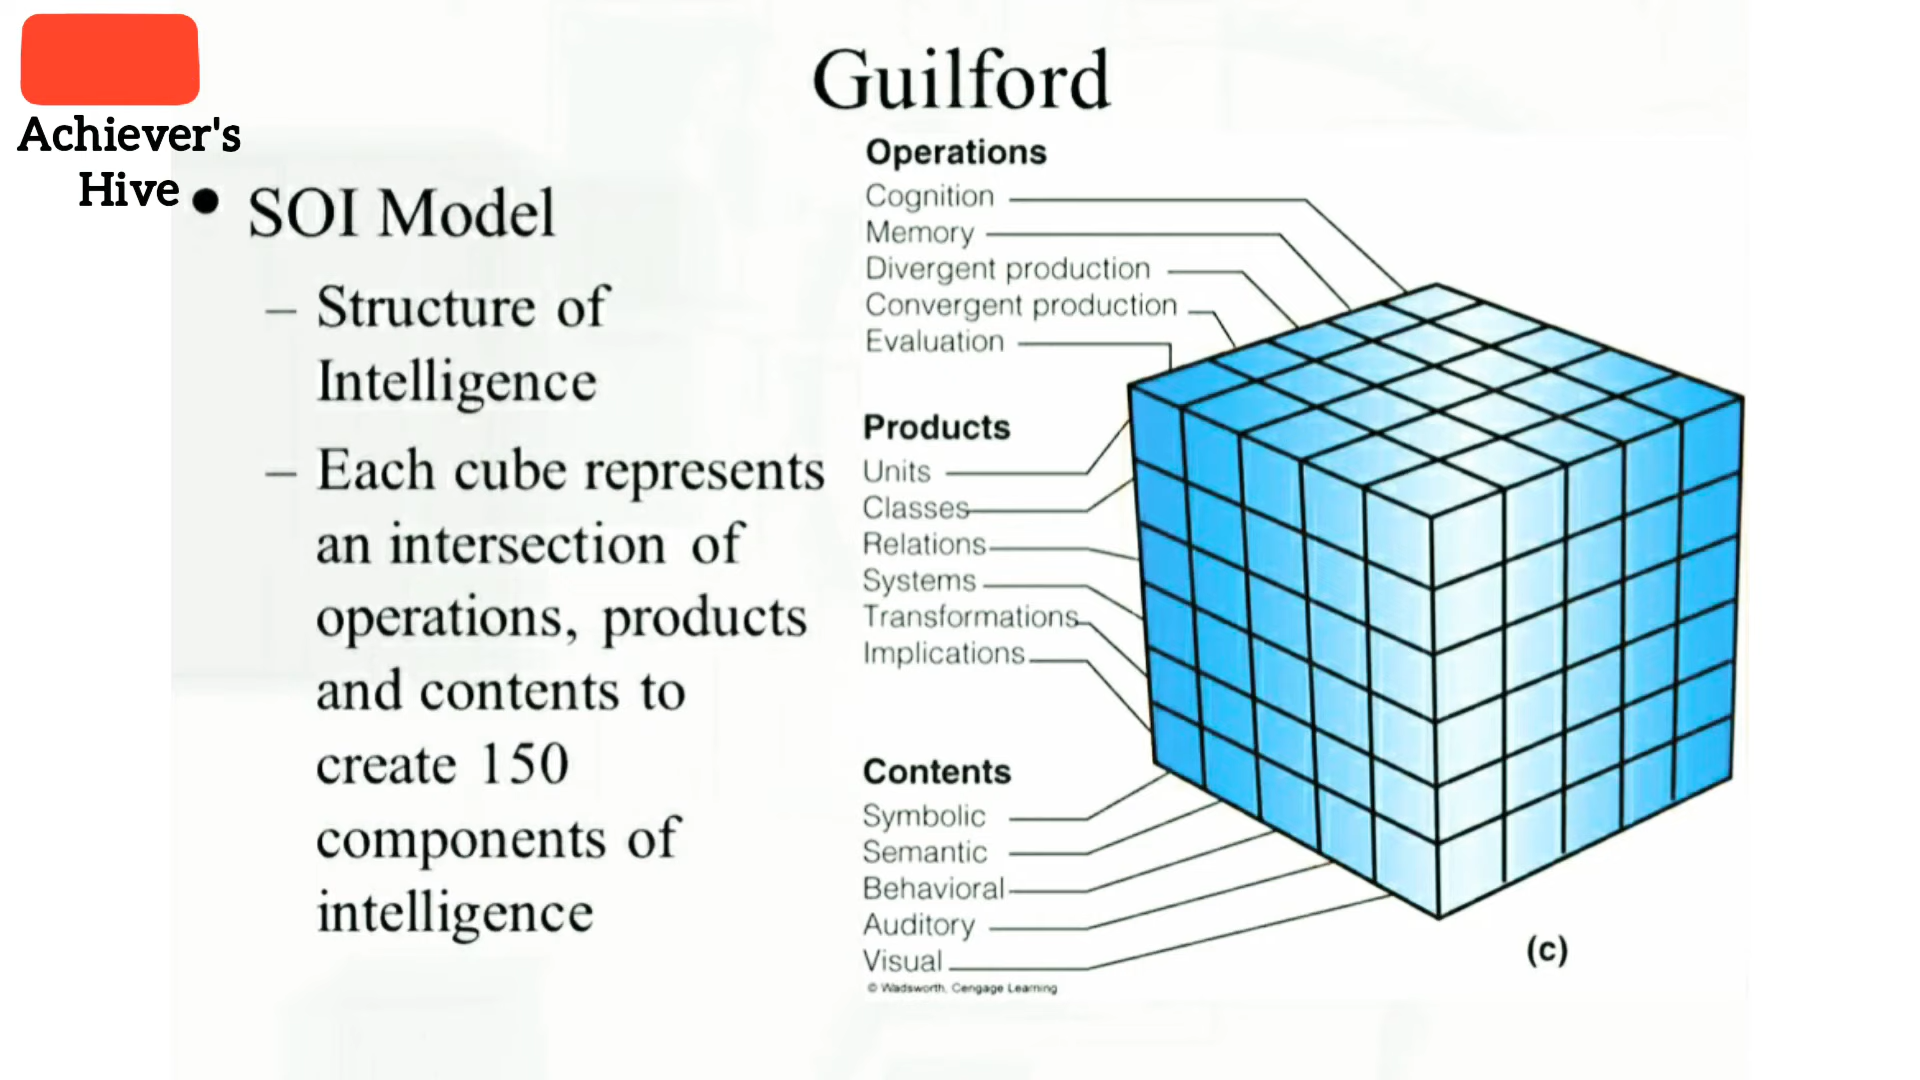 Achiever's
Hive
Guilford
• SOI Model
– Structure of
Intelligence
– Each cube represents
an intersection of
operations, products
and contents to
create 150
components of
intelligence
Operations
Cognition
Memory
Divergent production
Convergent production
Evaluation
Products
Units
Classes
Relations
Systems
Transformations
Implications
Contents
Symbolic
Semantic
Behavioral
Auditory
Visual
© Wadsworth, Cengage Learning
(c)